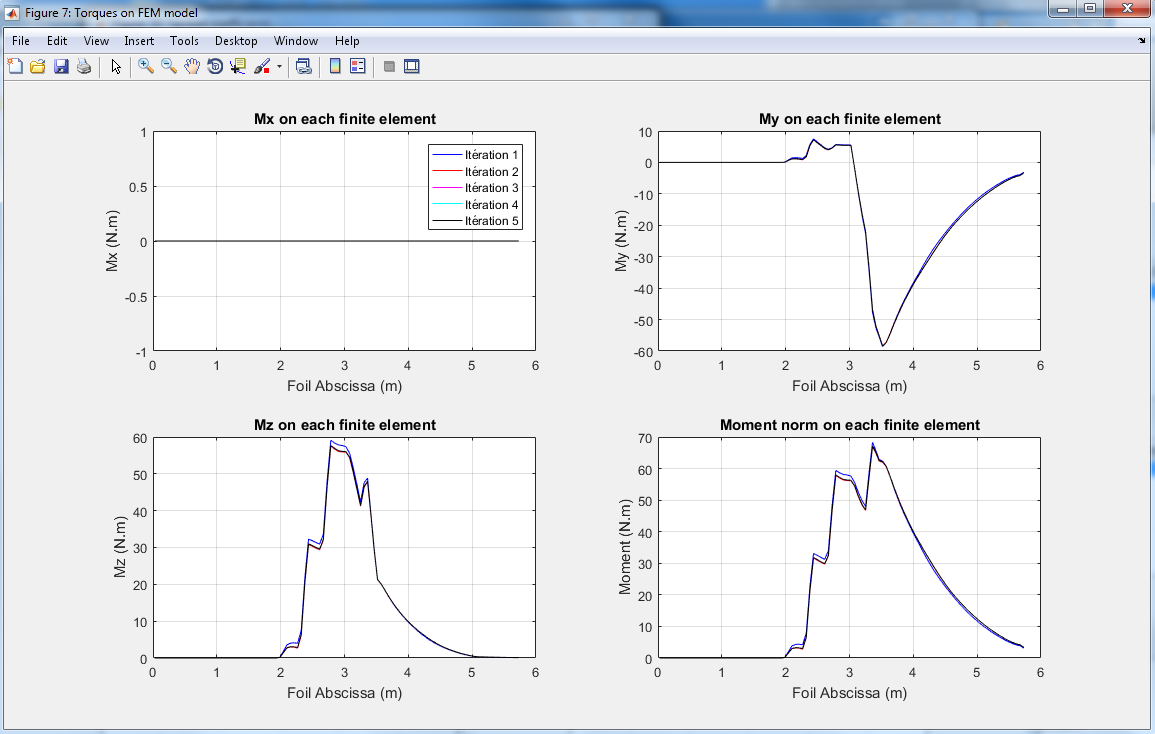 Figure 7: Torques on FEM model
File Edit View Insert Tools Desktop Window Help
Mx on each finite element
1
0.5
0
-0.5
-1
Mx (N.m)
0 1 2 3 4 5 6
Foil Abscissa (m)
Itération 1
Itération 2
Itération 3
Itération 4
Itération 5
My on each finite element
10
0
-10
-20
-30
-40
-50
-60
My (N.m)
0 1 2 3 4 5 6
Foil Abscissa (m)
Mz on each finite element
60
50
40
30
20
10
0
Mz (N.m)
0 1 2 3 4 5 6
Foil Abscissa (m)
Moment norm on each finite element
70
60
50
40
30
20
10
0
Moment (N.m)
0 1 2 3 4 5 6
Foil Abscissa (m)